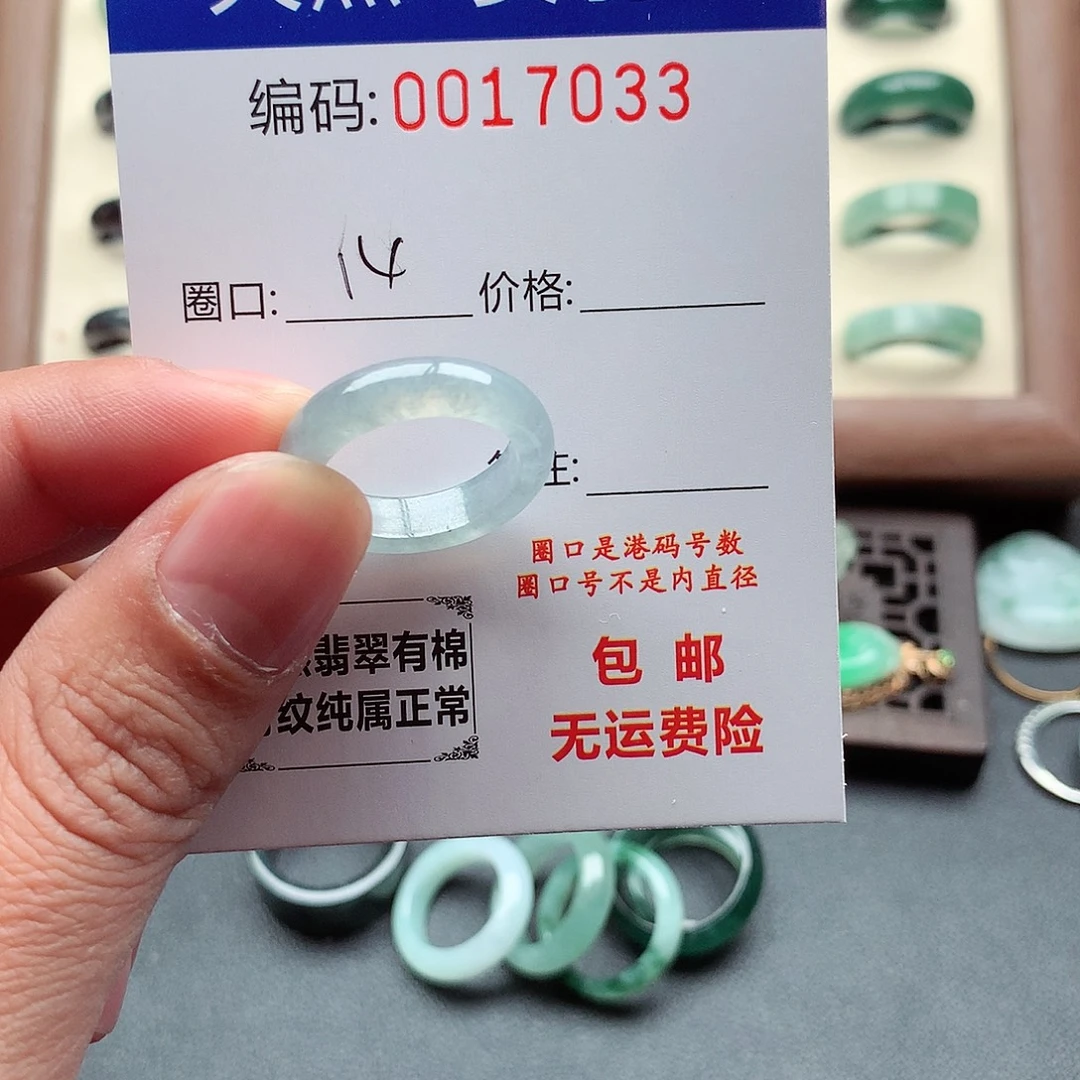 编码: 0017033
圈口: 14 价格:
注:
圈口是港码号数
圈口号不是内直径
翡翠有棉
纹纯属正常
包 邮
无运费险